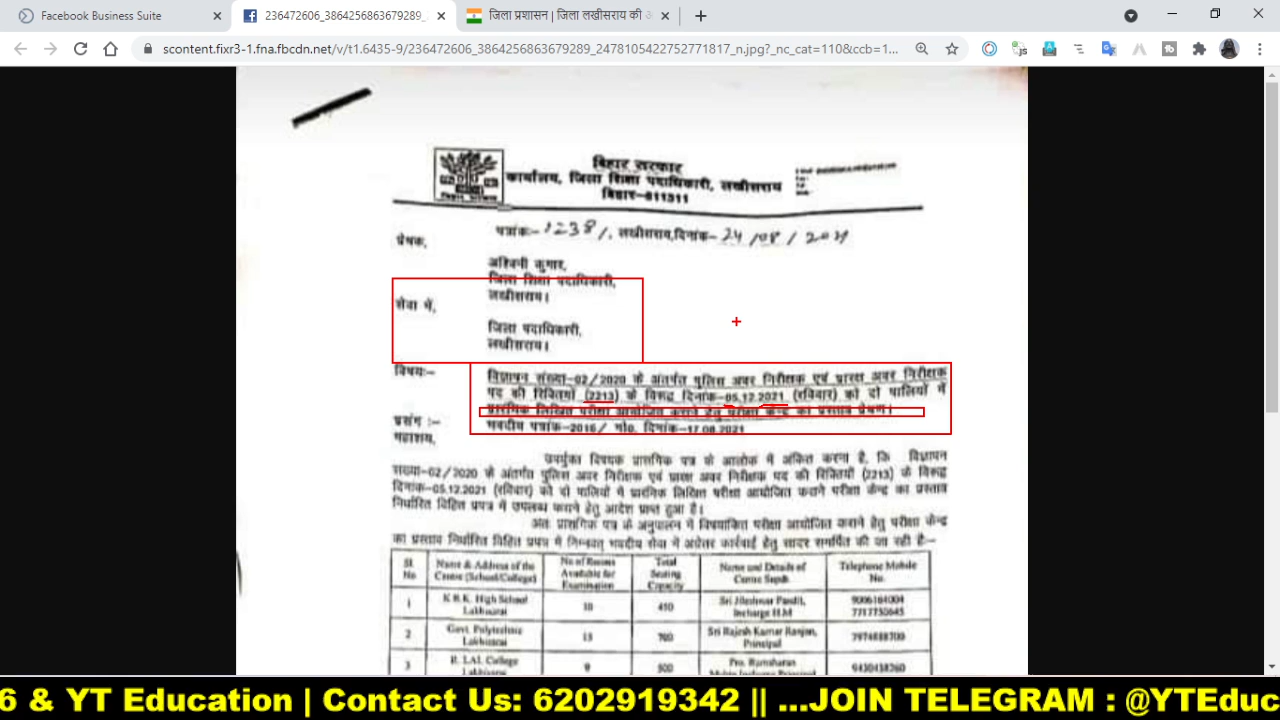 Facebook Business Suite
236472606_3864256863679289_
जिला प्रशासन | जिला लखीसराय की
scontent.fixr3-1.fna.fbcdn.net/v/t1.6435-9/236472606_3864256863679289_2478105422752771817_n.jpg?_nc_cat=110&ccb=1...
बिहार सरकार
कार्यालय, जिला शिक्षा पदाधिकारी, लखीसराय
बिहार-811311
पत्रांक- 1238/. लखीसराय,दिनांक- 24/08/2021
प्रेषक,
अश्विनी कुमार,
जिला शिक्षा पदाधिकारी,
लखीसराय।
सेवा में,
जिला पदाधिकारी,
लखीसराय।
विषयः- विज्ञापन संख्या-02/2020 के अंतर्गत पुलिस अवर निरीक्षक एवं प्रारक्ष अवर निरीक्षक
पद की रिक्तियों (2213) के विरुद्ध दिनांक-05.12.2021 (रविवार) को दो पालियों में
प्रारंभिक लिखित परीक्षा आयोजित कराने हेतु परीक्षा केन्द्र का प्रस्ताव प्रेषण।
प्रसंग :- भवदीय पत्रांक-2016/ गो0, दिनांक-17.08.2021
महाशय,
उपर्युक्त विषयक प्रासंगिक पत्र के आलोक में अंकित करना है, कि विज्ञापन
संख्या-02/2020 के अंतर्गत पुलिस अवर निरीक्षक एवं प्रारक्ष अवर निरीक्षक पद की रिक्तियों (2213) के विरुद्ध
दिनांक-05.12.2021 (रविवार) को दो पालियों में प्रारंभिक लिखित परीक्षा आयोजित कराने परीक्षा केन्द्र का प्रस्ताव
निर्धारित विहित प्रपत्र में उपलब्ध कराने हेतु आदेश प्राप्त हुआ है।
अतः प्रासंगिक पत्र के अनुपालन में विषयांकित परीक्षा आयोजित कराने हेतु परीक्षा केन्द्र
का प्रस्ताव निर्धारित विहित प्रपत्र में निम्नवत् भवदीय सेवा में अग्रेतर कार्रवाई हेतु सादर समर्पित की जा रही है:-
Sl. No Name & Address of the Centre (School/College) No of Rooms Available for Examination Total Seating Capacity Name and Details of Centre Supdt. Telephone Mobile No.
1 K.R.K. High School Lakhisarai 10 450 Sri Jileshwar Pandit, Incharge H.M 9006164004 7717730645
2 Govt. Polytechnic Lakhisarai 15 700 Sri Rajesh Kumar Ranjan, Principal
3 College Lakhisarai 9 500 Pro. Ramsharan 9430438260
6 & YT Education | Contact Us: 6202919342 || ...JOIN TELEGRAM : @YTEduc